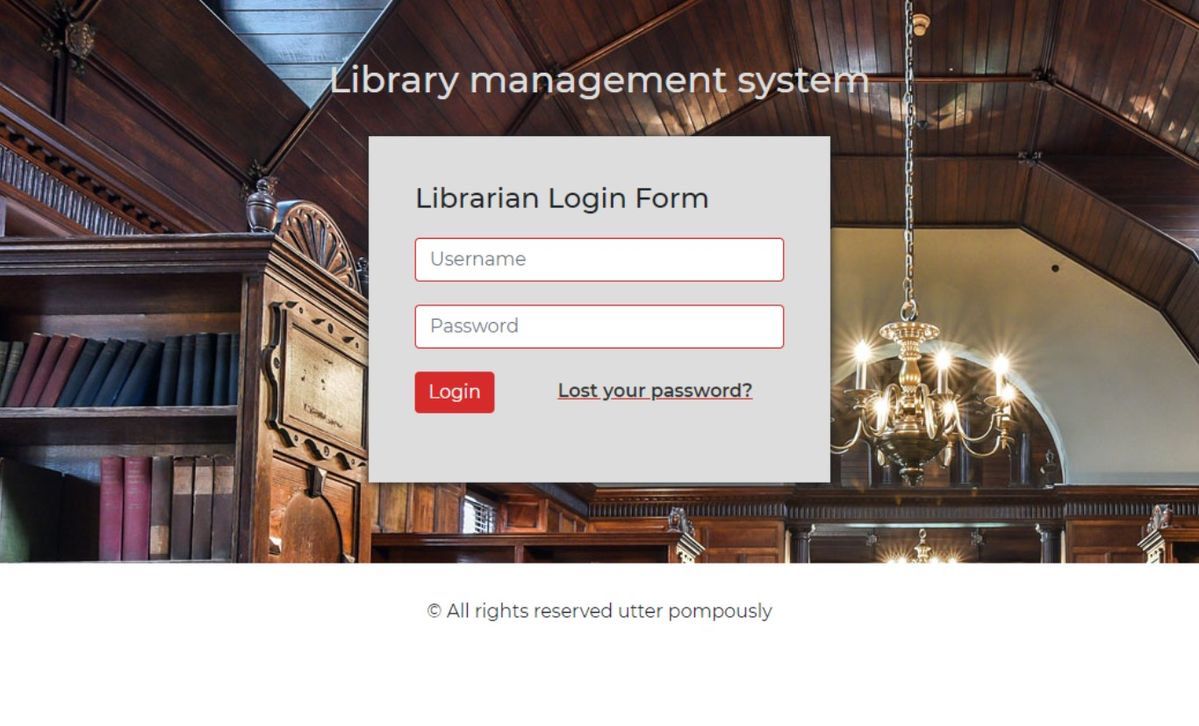 Library management system
Librarian Login Form
Username
Password
Login
Lost your password?
© All rights reserved utter pompously